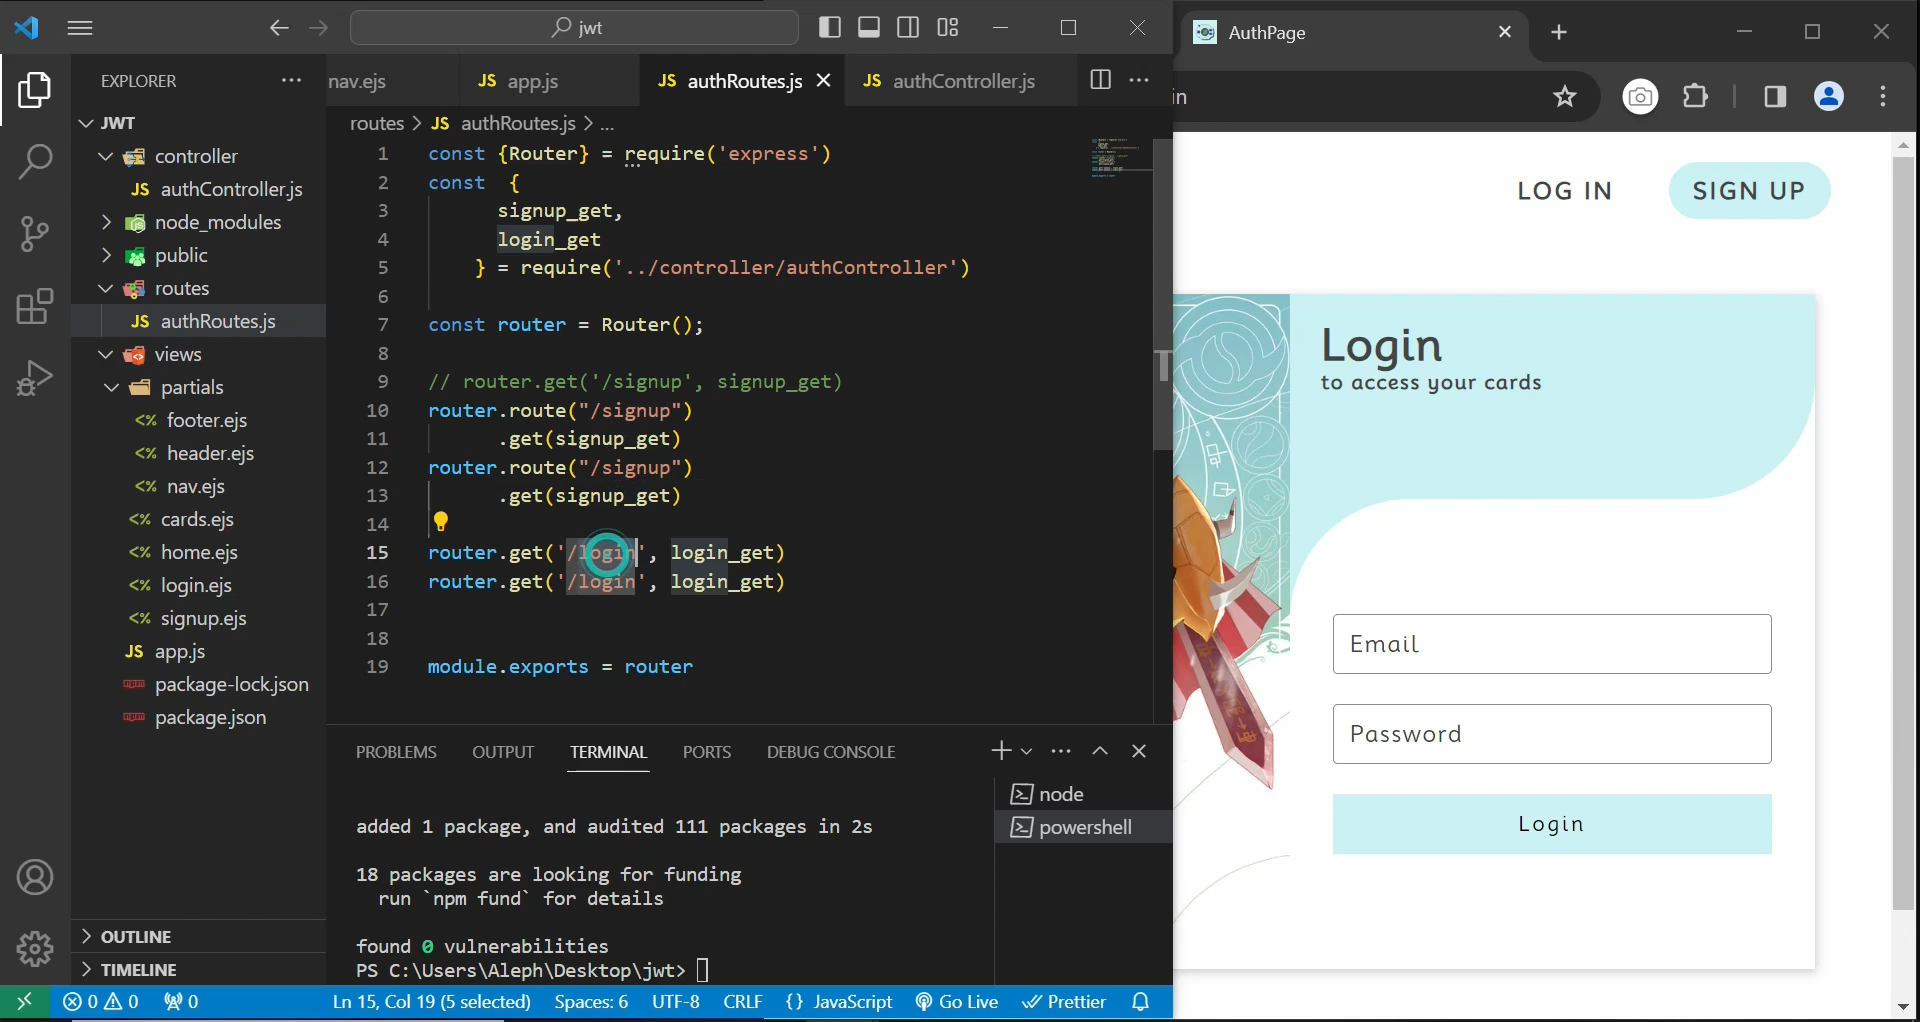 jwt
EXPLORER
JWT
controller
JS authController.js
node_modules
public
routes
JS authRoutes.js
views
partials
<% footer.ejs
<% header.ejs
<% nav.ejs
<% cards.ejs
<% home.ejs
<% login.ejs
<% signup.ejs
JS app.js
package-lock.json
package.json
OUTLINE
TIMELINE
nav.ejs
JS app.js
JS authRoutes.js
JS authController.js
routes > JS authRoutes.js > ...
1 const {Router} = require('express')
2 const  {
3 signup_get,
4 login_get
5 } = require('../controller/authController')
6
7 const router = Router();
8
9 // router.get('/signup', signup_get)
10 router.route("/signup")
11 .get(signup_get)
12 router.route("/signup")
13 .get(signup_get)
14
15 router.get('/login', login_get)
16 router.get('/login', login_get)
17
18
19 module.exports = router
PROBLEMS OUTPUT TERMINAL PORTS DEBUG CONSOLE
node
powershell
added 1 package, and audited 111 packages in 2s
18 packages are looking for funding
run `npm fund` for details
found 0 vulnerabilities
PS C:\Users\Aleph\Desktop\jwt>
0 0 0 Ln 15, Col 19 (5 selected) Spaces: 6 UTF-8 CRLF {} JavaScript Go Live Prettier
AuthPage
in
LOG IN SIGN UP
Login
to access your cards
Email
Password
Login